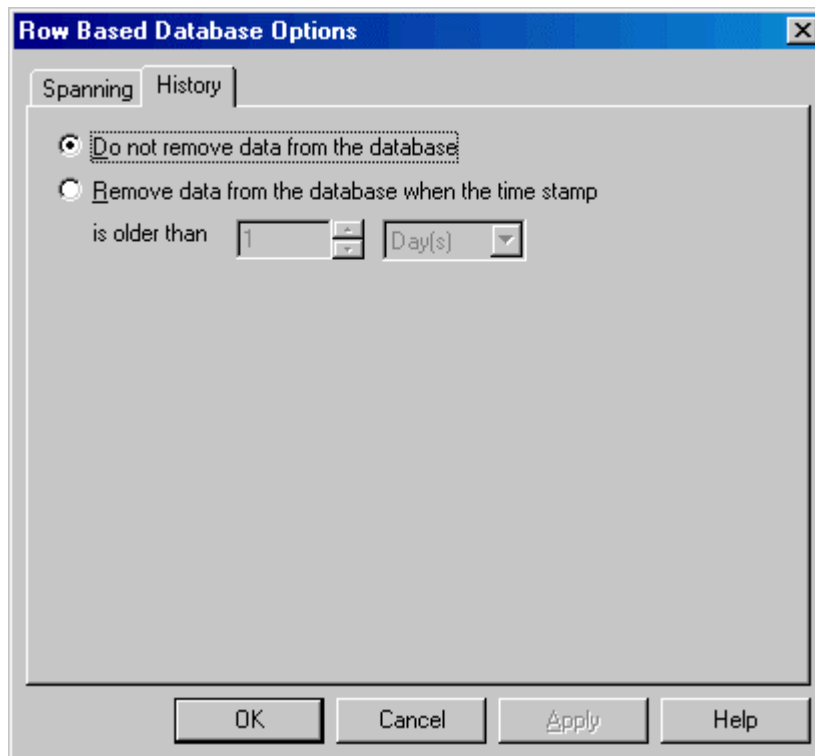 Row Based Database Options
Spanning History
Do not remove data from the database
Remove data from the database when the time stamp
is older than 1 Day(s)
OK Cancel Apply Help